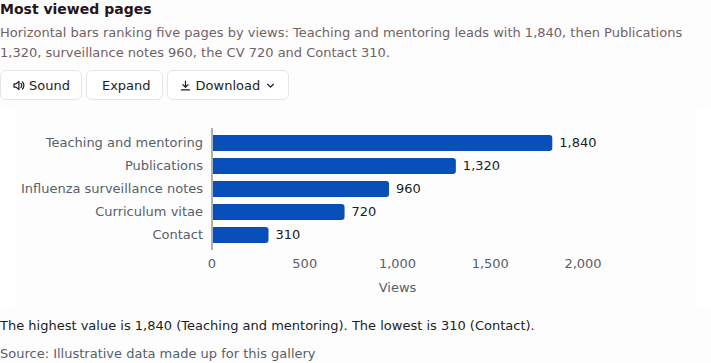 Most viewed pages
Horizontal bars ranking five pages by views: Teaching and mentoring leads with 1,840, then Publications
1,320, surveillance notes 960, the CV 720 and Contact 310.
Sound Expand Download
Teaching and mentoring 1,840
Publications 1,320
Influenza surveillance notes 960
Curriculum vitae 720
Contact 310
0 500 1,000 1,500 2,000
Views
The highest value is 1,840 (Teaching and mentoring). The lowest is 310 (Contact).
Source: Illustrative data made up for this gallery